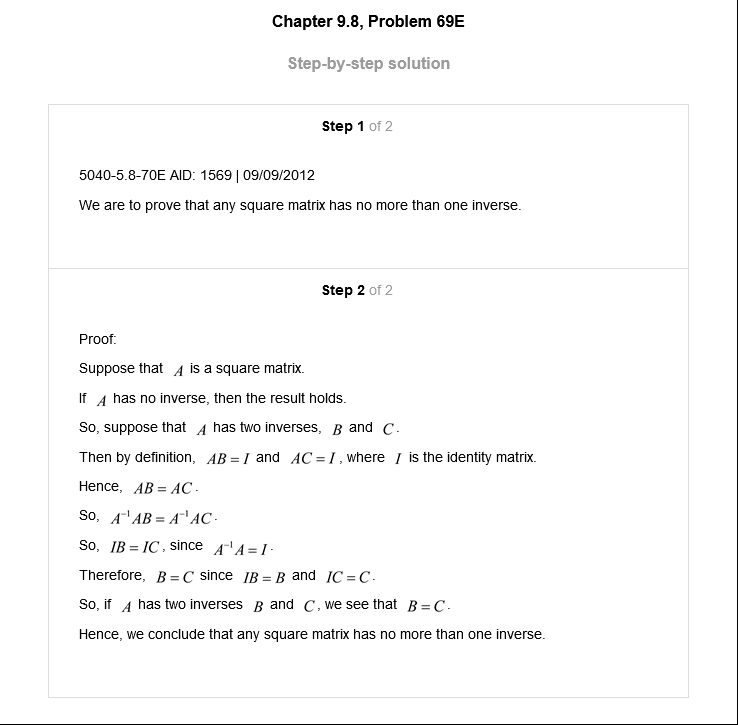 Chapter 9.8, Problem 69E
Step-by-step solution
Step 1 of 2
5040-5.8-70E AID: 1569 | 09/09/2012
We are to prove that any square matrix has no more than one inverse.
Step 2 of 2
Proof:
Suppose that A is a square matrix.
If A has no inverse, then the result holds.
So, suppose that A has two inverses, B and C.
Then by definition, AB = I and AC = I, where I is the identity matrix.
Hence, AB = AC.
So, A⁻¹AB = A⁻¹AC.
So, IB = IC, since A⁻¹A = I.
Therefore, B = C since IB = B and IC = C.
So, if A has two inverses B and C, we see that B = C.
Hence, we conclude that any square matrix has no more than one inverse.